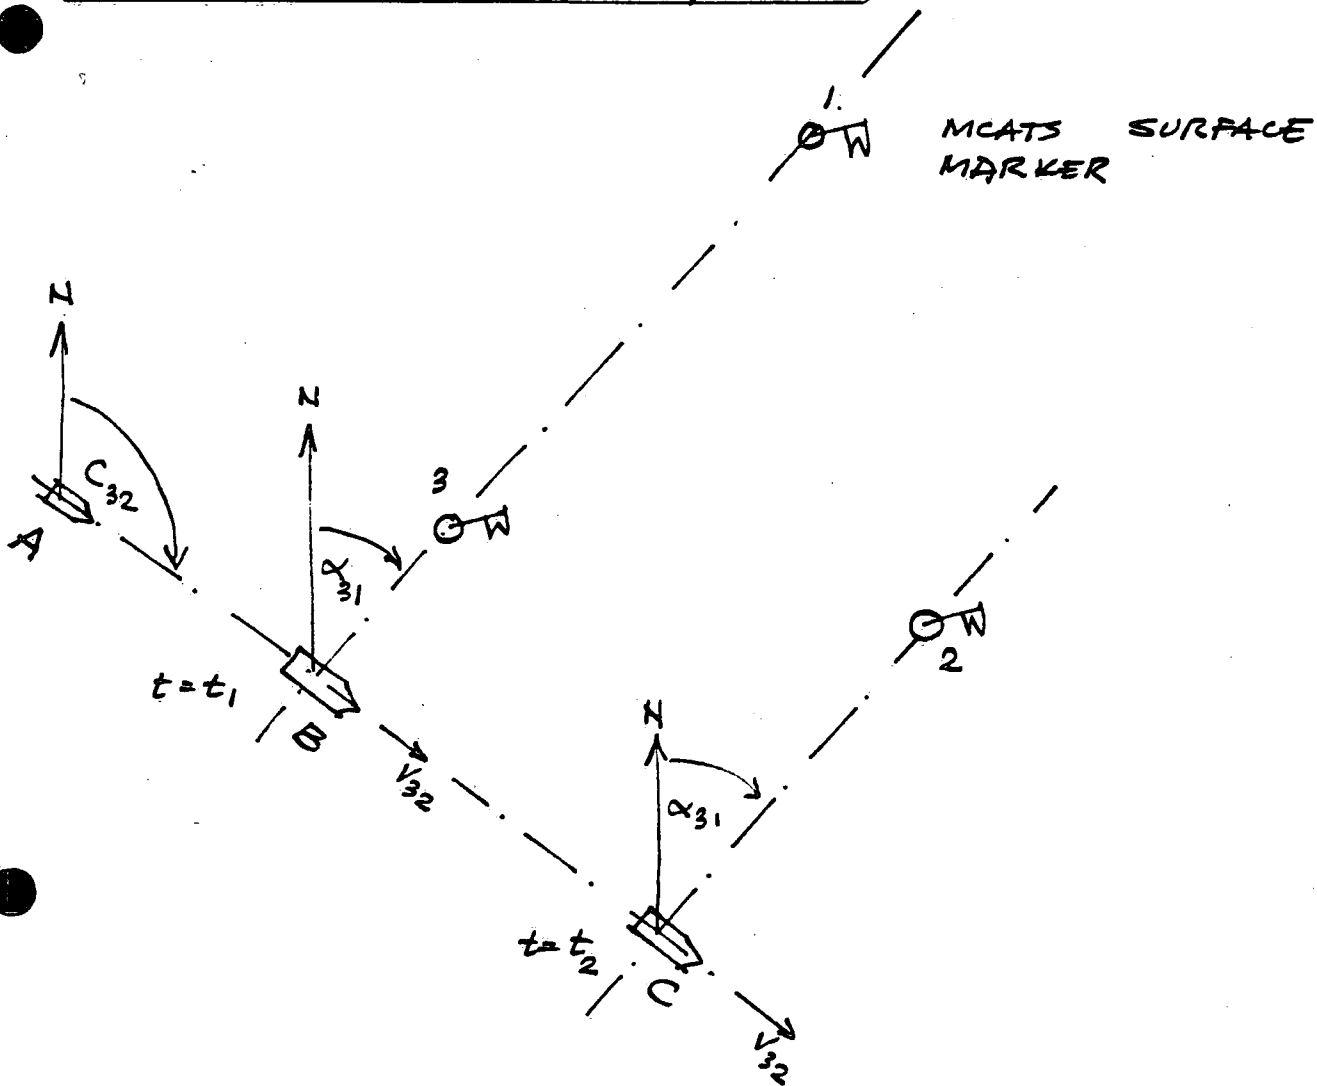 1.
MCATS SURFACE
MARKER
N
N
C32
3
A
α31
2
t = t1
B
N
V32
α31
t = t2
C
V32